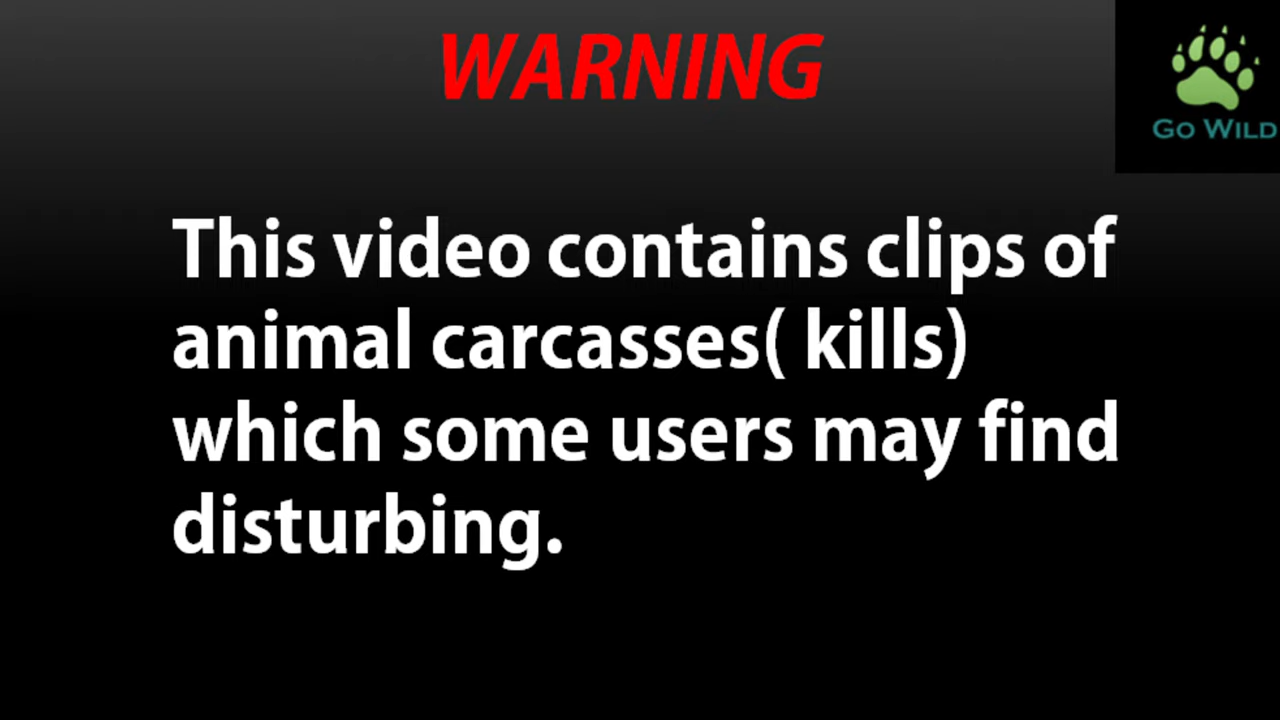 WARNING
GO WILD
This video contains clips of
animal carcasses( kills)
which some users may find
disturbing.